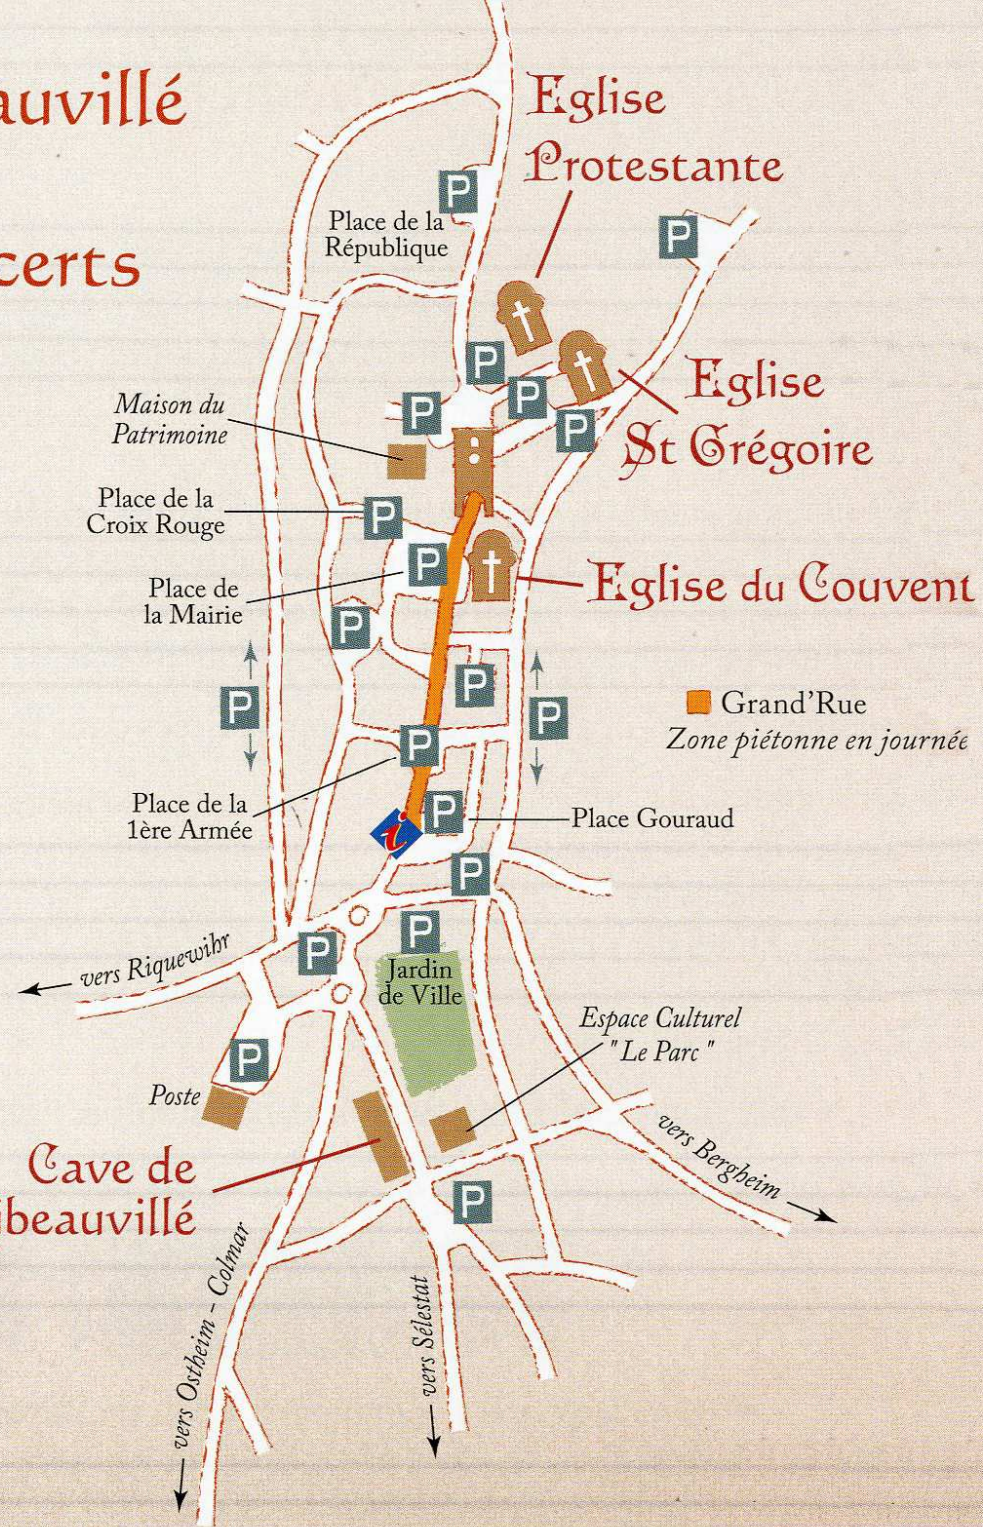 auvillé
certs
Eglise
Protestante
P
Place de la
République
P
P
P
P
P
Eglise
St Grégoire
Maison du
Patrimoine
Place de la
Croix Rouge
P
P
Place de
la Mairie
Eglise du Couvent
P
P
P
P
Grand'Rue
Zone piétonne en journée
P
Place de la
1ère Armée
P
Place Gouraud
i
P
P
P
vers Riquewihr
Jardin
de Ville
Espace Culturel
"Le Parc"
P
Poste
Cave de
ibeauvillé
vers Bergheim
P
vers Ostheim - Colmar
vers Sélestat